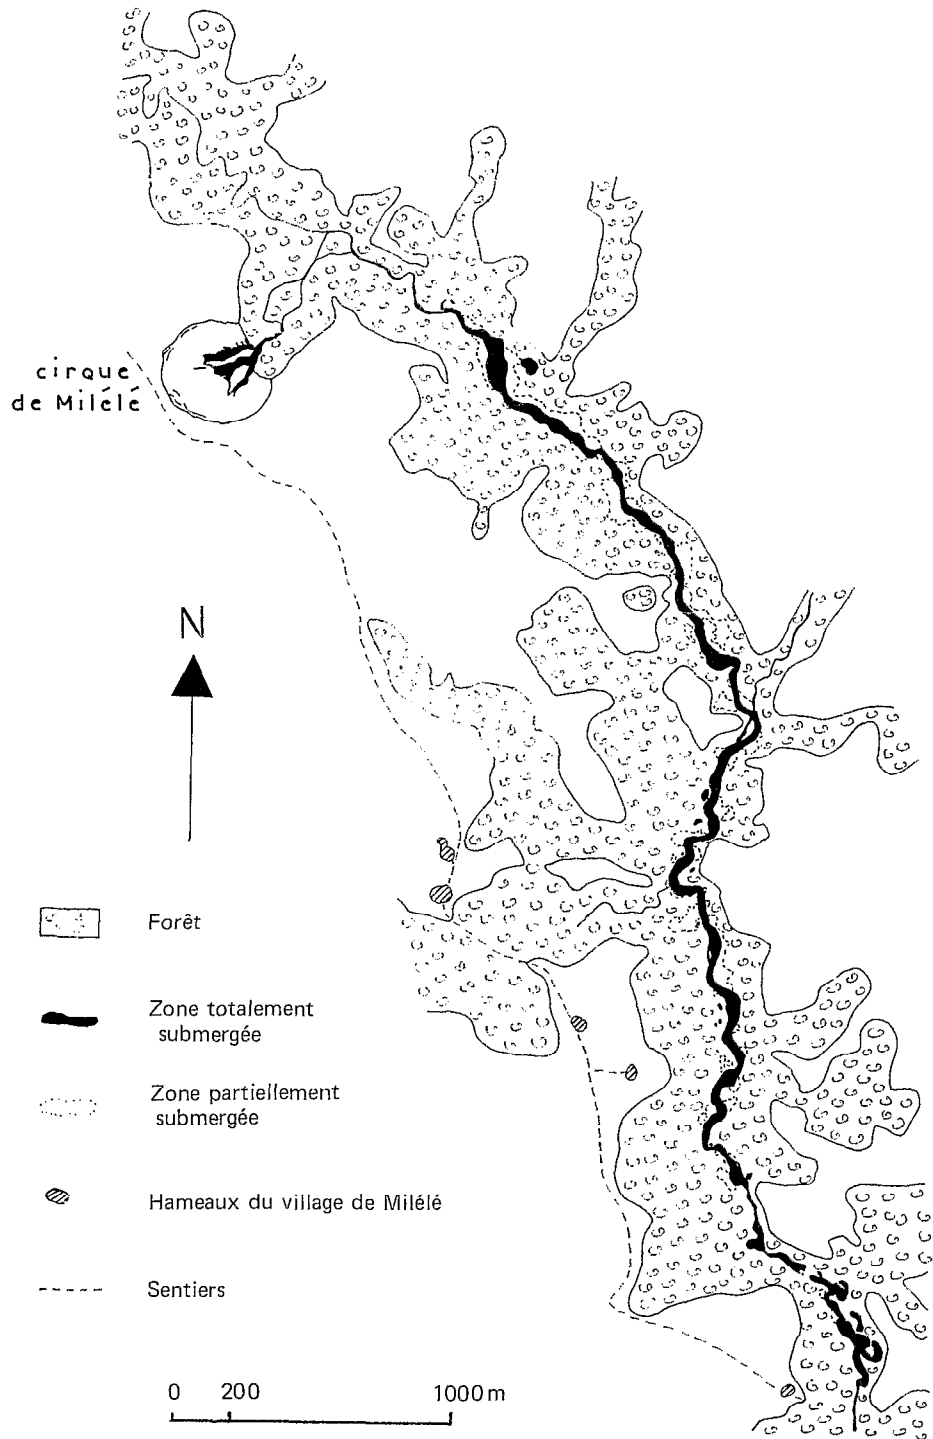 cirque
de Milélé
N
Forêt
Zone totalement
submergée
Zone partiellement
submergée
Hameaux du village de Milélé
Sentiers
0 200 1000 m